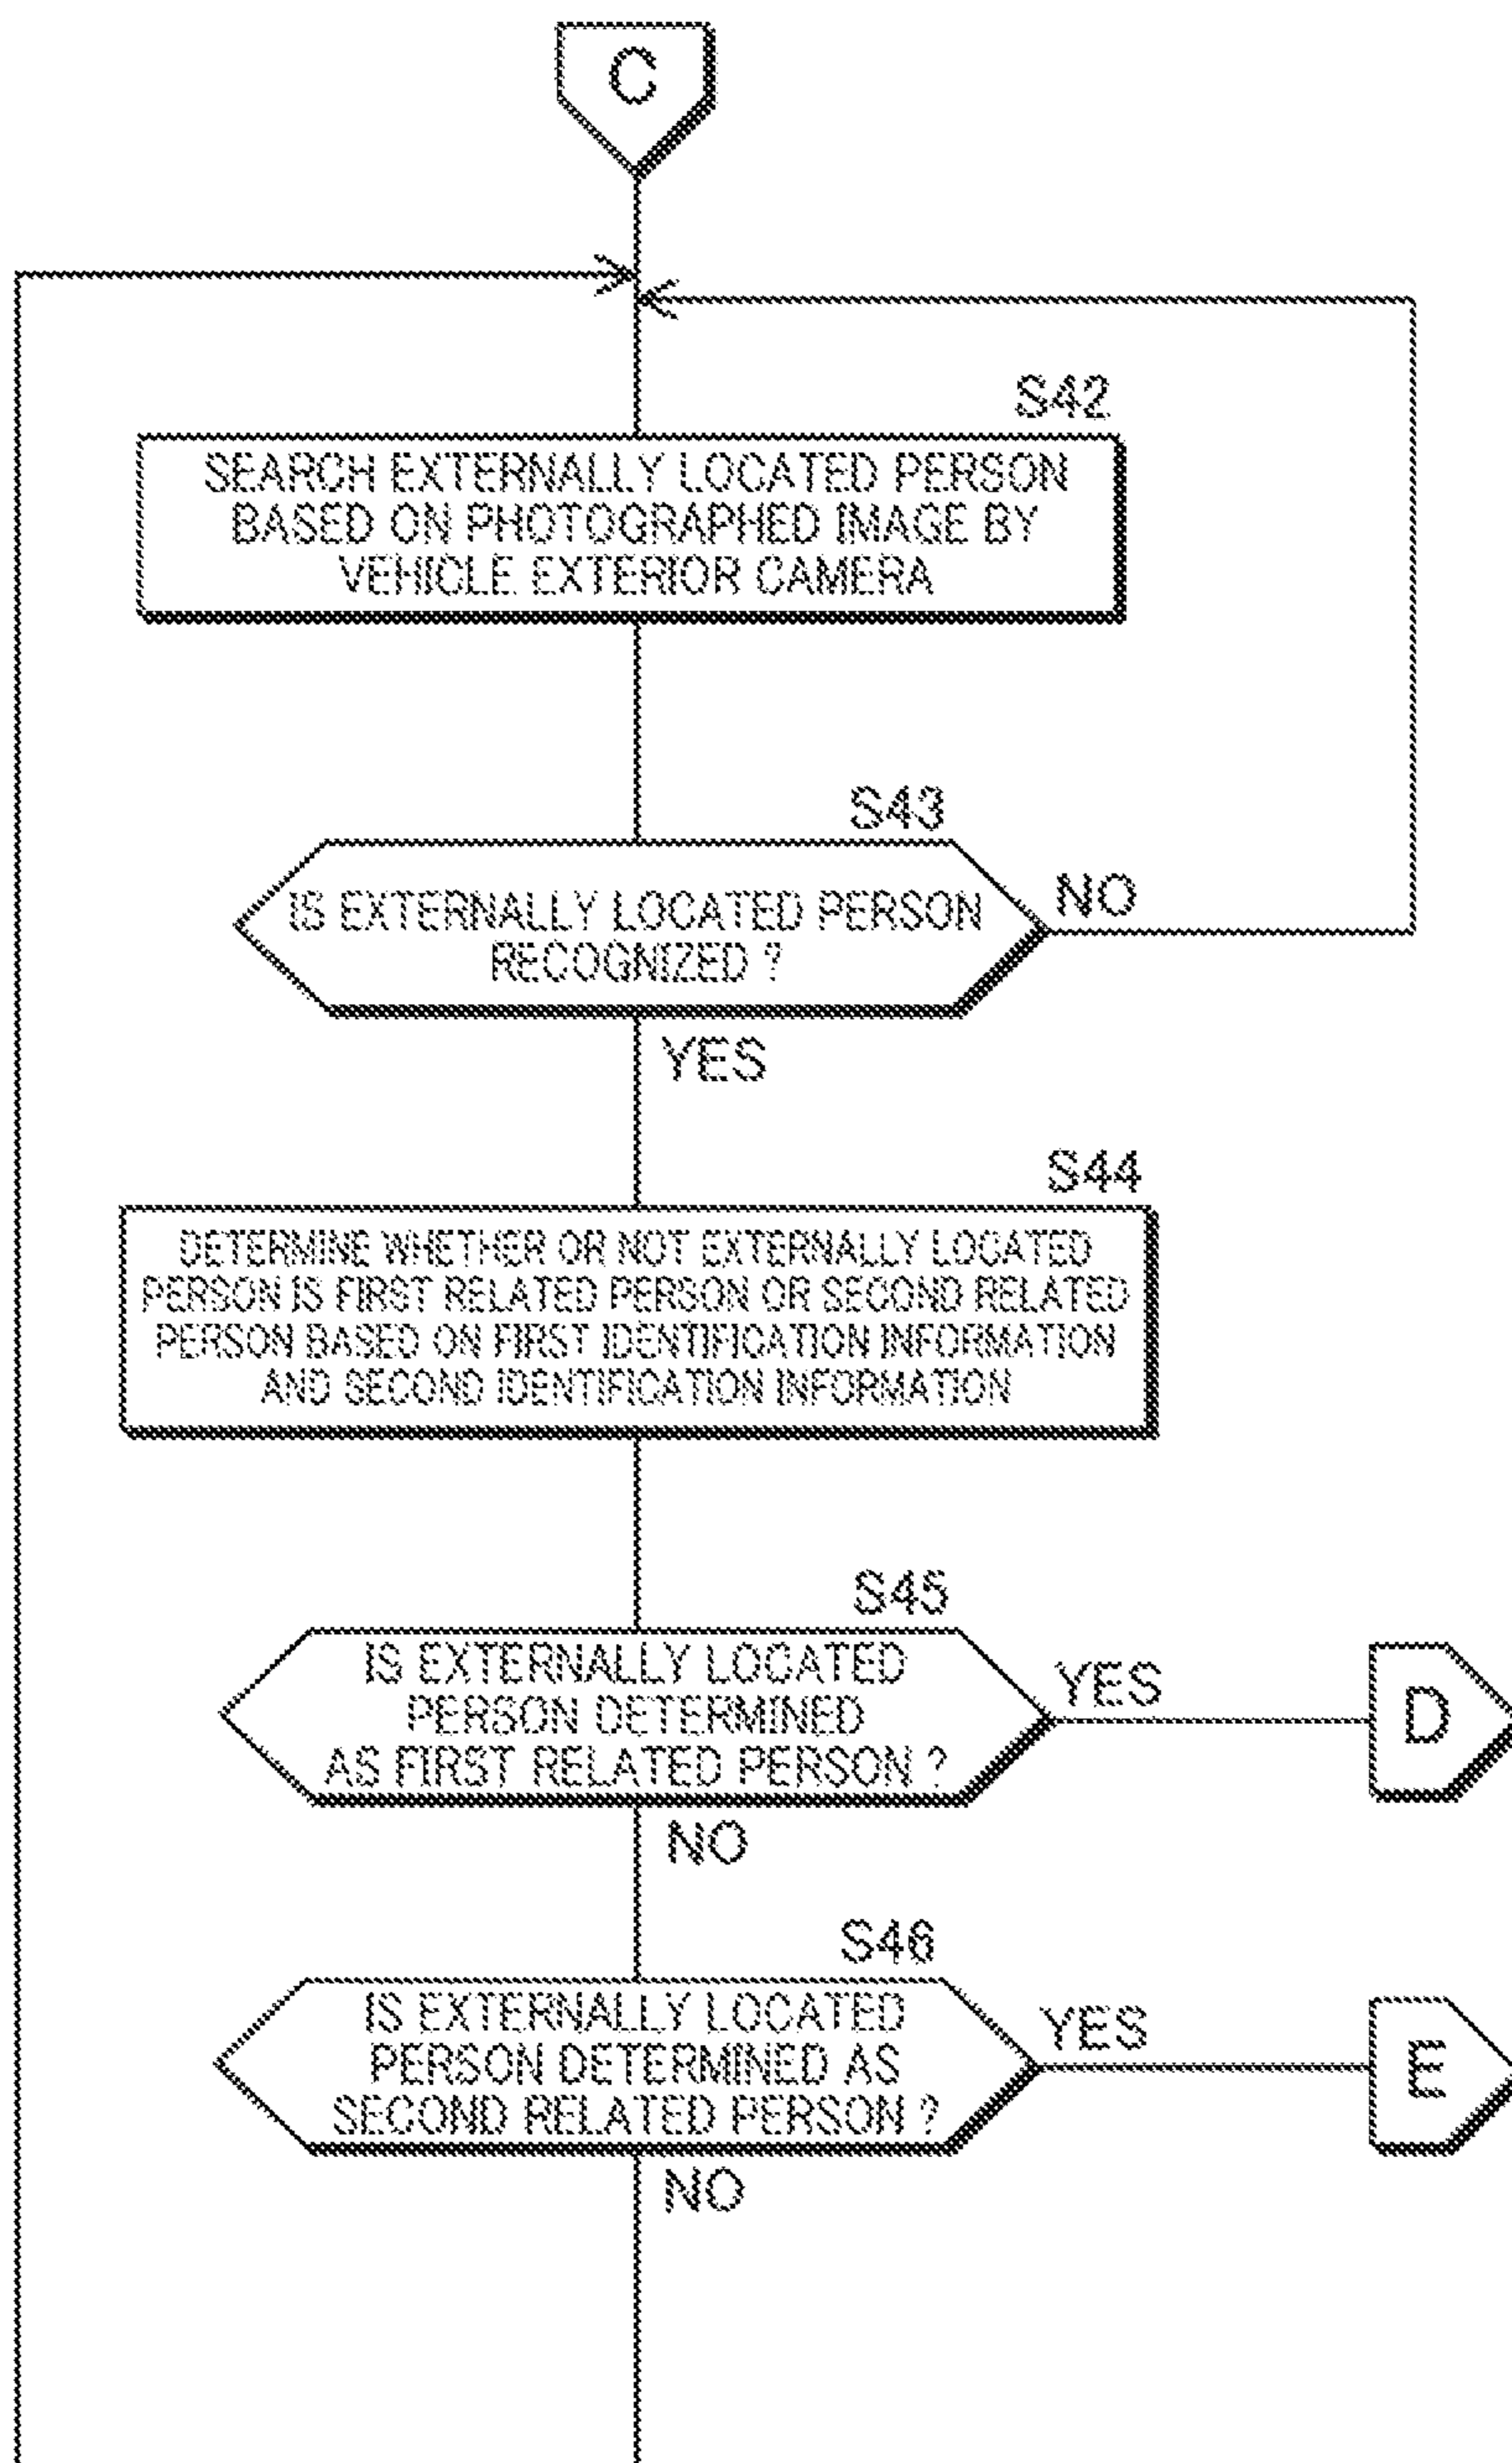 C
S42
SEARCH EXTERNALLY LOCATED PERSON
BASED ON PHOTOGRAPHED IMAGE BY
VEHICLE EXTERIOR CAMERA
S43
IS EXTERNALLY LOCATED PERSON
RECOGNIZED ?
NO
YES
S44
DETERMINE WHETHER OR NOT EXTERNALLY LOCATED
PERSON IS FIRST RELATED PERSON OR SECOND RELATED
PERSON BASED ON FIRST IDENTIFICATION INFORMATION
AND SECOND IDENTIFICATION INFORMATION
S45
IS EXTERNALLY LOCATED
PERSON DETERMINED
AS FIRST RELATED PERSON ?
YES
D
NO
S46
IS EXTERNALLY LOCATED
PERSON DETERMINED AS
SECOND RELATED PERSON ?
YES
E
NO